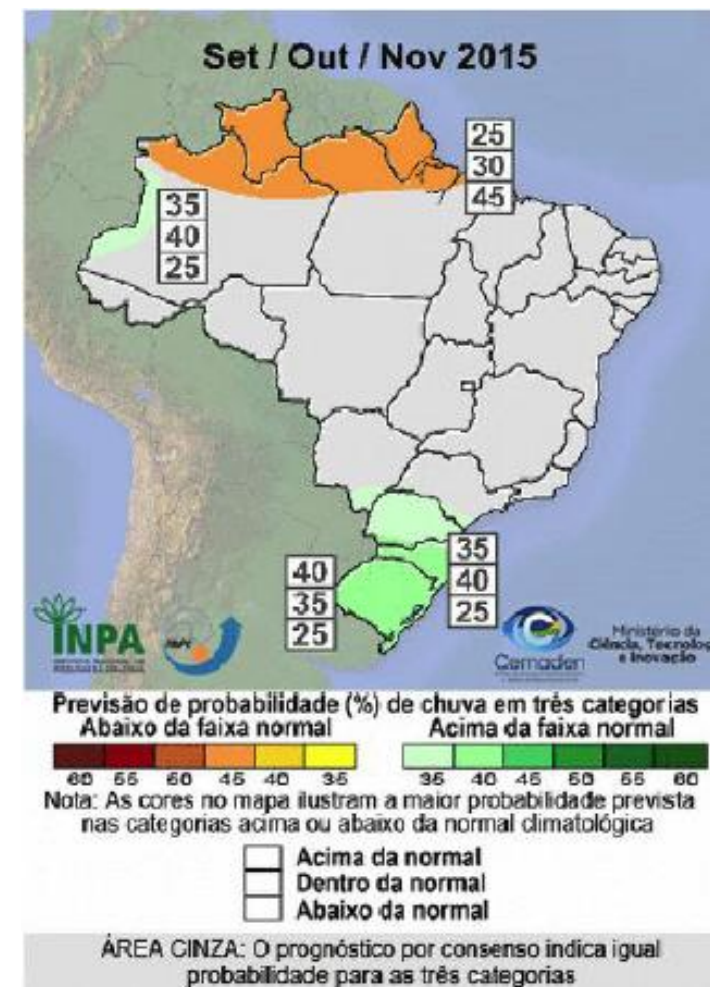 Set / Out / Nov 2015
25
30
45
35
40
25
35
40
25
40
35
25
INPA
Cemaden
Ministério da
Ciência, Tecnolog
e Inovação
Previsão de probabilidade (%) de chuva em três categorias
Abaixo da faixa normal Acima da faixa normal
60 55 50 45 40 35 35 40 45 50 55 60
Nota: As cores no mapa ilustram a maior probabilidade prevista
nas categorias acima ou abaixo da normal climatológica
Acima da normal
Dentro da normal
Abaixo da normal
ÁREA CINZA: O prognóstico por consenso indica igual
probabilidade para as três categorias